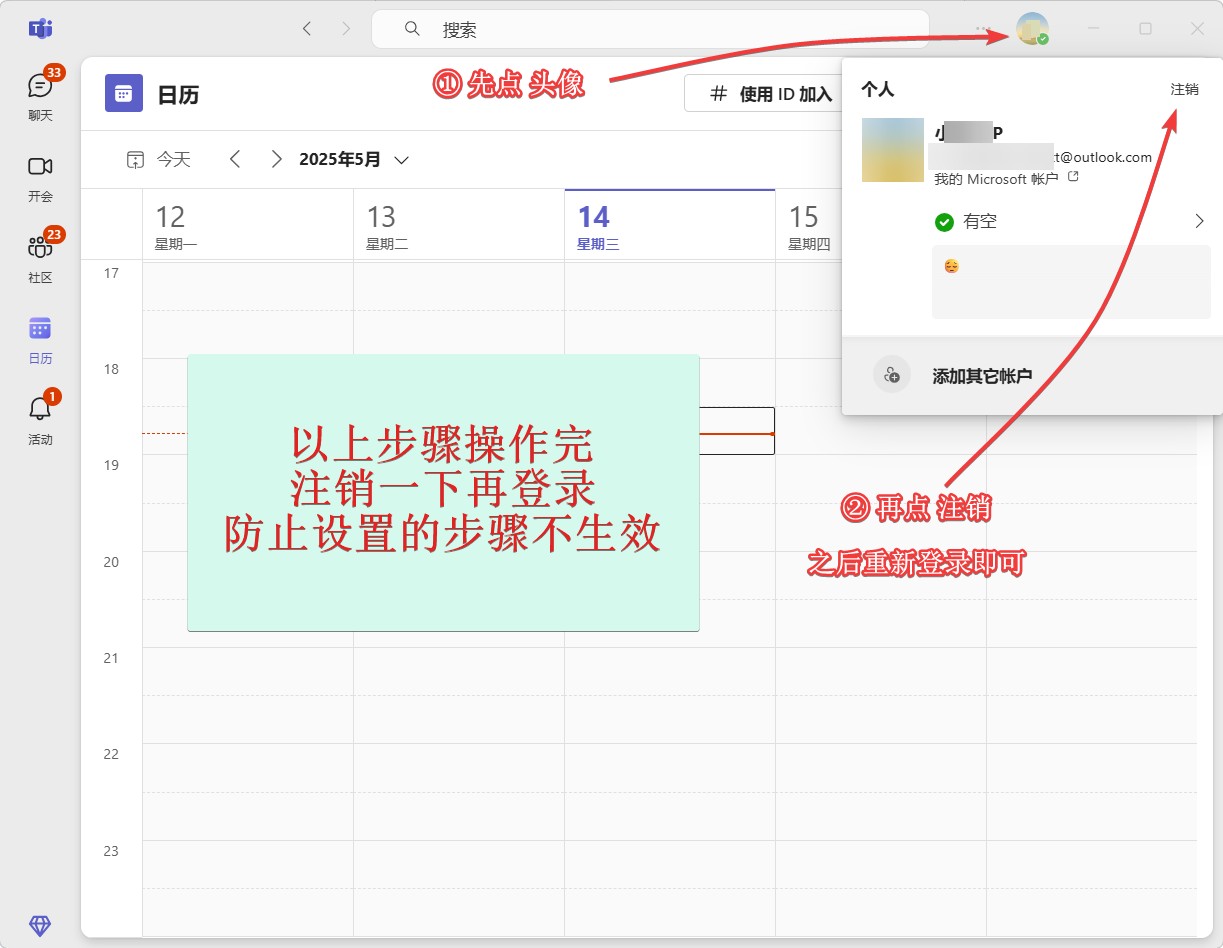 搜索
33
聊天
开会
23
社区
日历
1
活动
日历
# 使用 ID 加入
今天
2025年5月
12
星期一
13
星期二
14
星期三
15
星期四
17
18
19
20
21
22
23
① 先点 头像
个人
注销
小
P
t@outlook.com
我的 Microsoft 帐户
有空
添加其它帐户
以上步骤操作完
注销一下再登录
防止设置的步骤不生效
② 再点 注销
之后重新登录即可